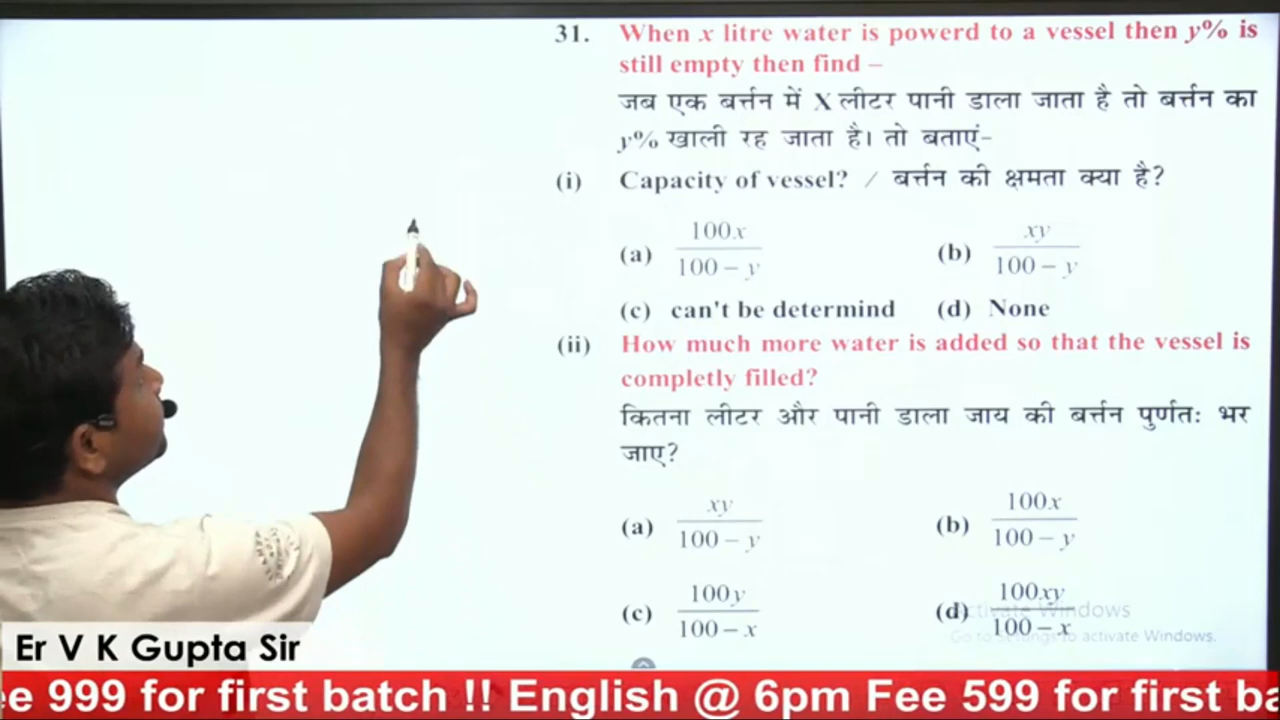 31. When x litre water is powerd to a vessel then y% is
still empty then find –
जब एक बर्त्तन में X लीटर पानी डाला जाता है तो बर्त्तन का
y% खाली रह जाता है। तो बताएं-
(i) Capacity of vessel? / बर्त्तन की क्षमता क्या है?
(a) 100x / 100 – y (b) xy / 100 – y
(c) can't be determind (d) None
(ii) How much more water is added so that the vessel is
completly filled?
कितना लीटर और पानी डाला जाय की बर्त्तन पुर्णतः भर
जाए?
(a) xy / 100 – y (b) 100x / 100 – y
(c) 100y / 100 – x (d) 100xy / 100 – x
Activate Windows
Go to Settings to activate Windows.
Er V K Gupta Sir
ee 999 for first batch !! English @ 6pm Fee 599 for first ba